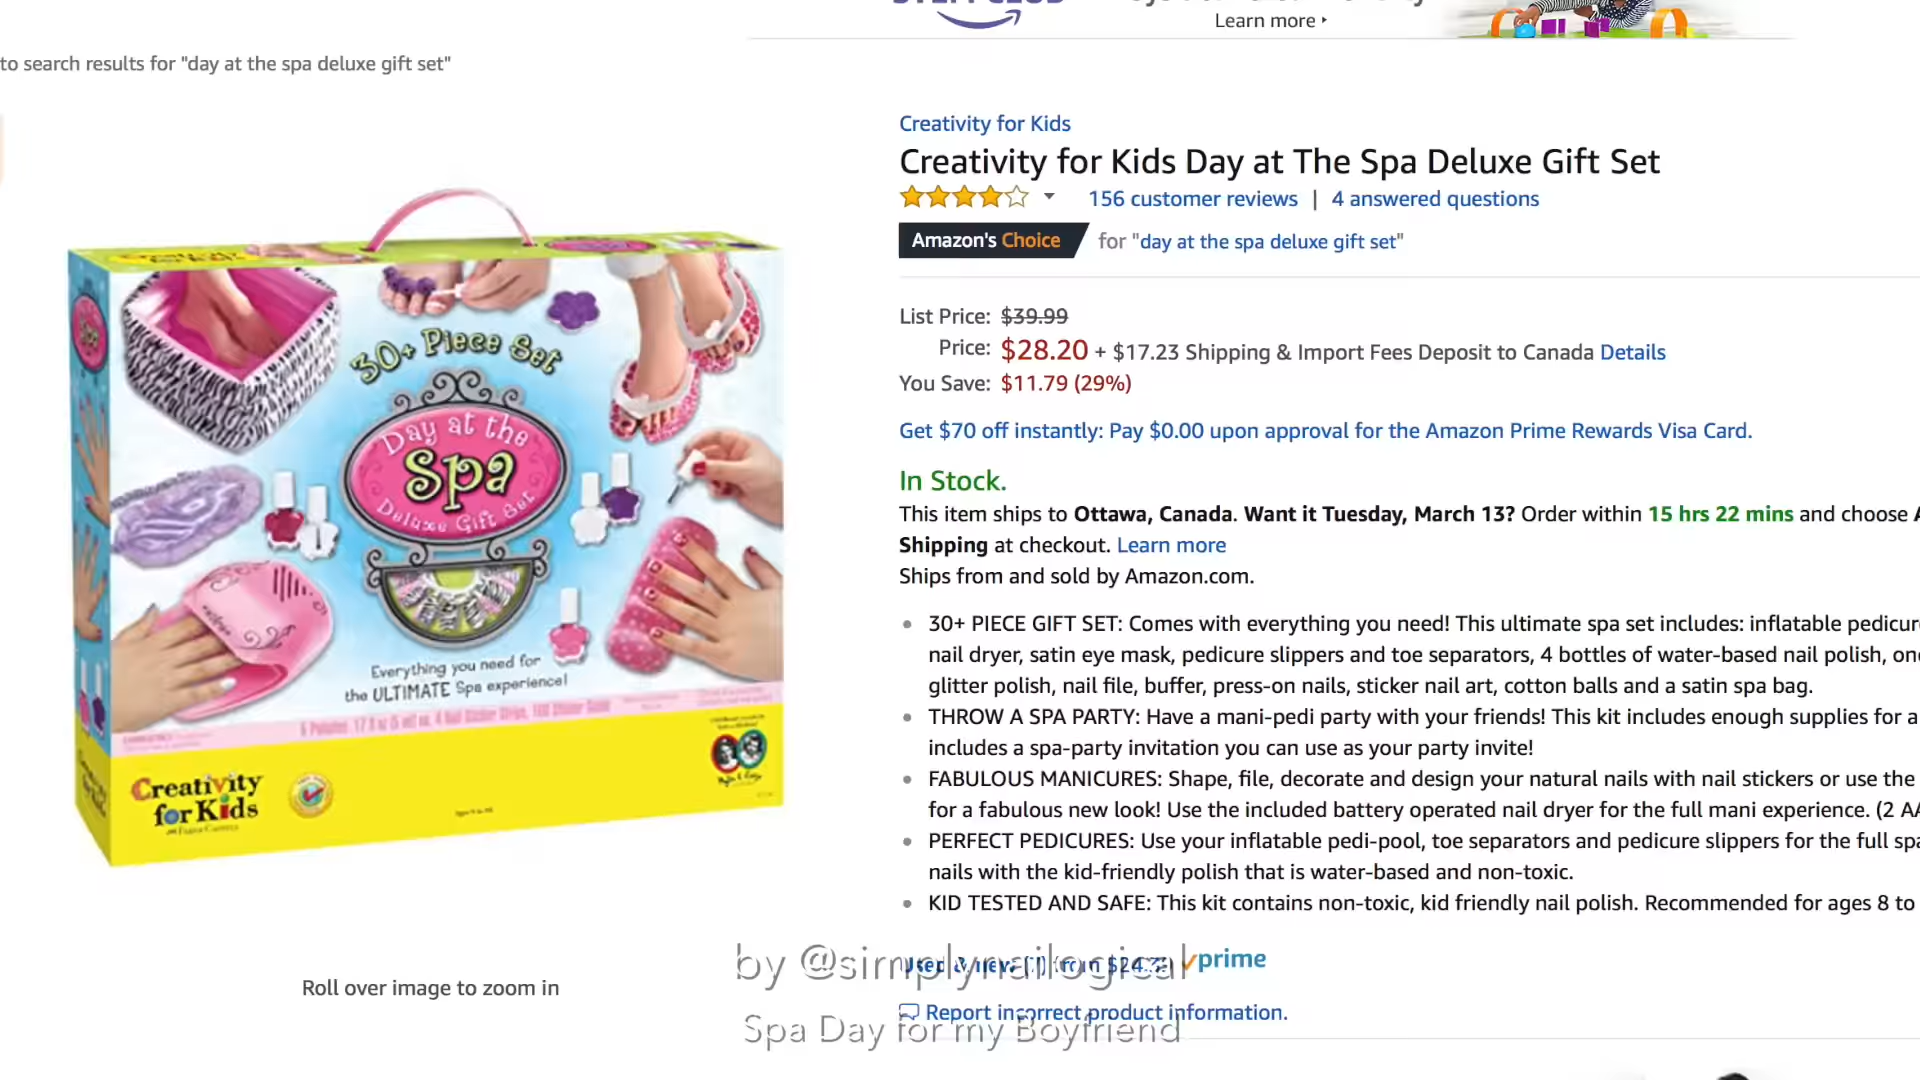 Learn more ›
to search results for "day at the spa deluxe gift set"
Creativity for Kids
Creativity for Kids Day at The Spa Deluxe Gift Set
156 customer reviews | 4 answered questions
Amazon's Choice for "day at the spa deluxe gift set"
List Price: $39.99
Price: $28.20 + $17.23 Shipping & Import Fees Deposit to Canada Details
You Save: $11.79 (29%)
Get $70 off instantly: Pay $0.00 upon approval for the Amazon Prime Rewards Visa Card.
In Stock.
This item ships to Ottawa, Canada. Want it Tuesday, March 13? Order within 15 hrs 22 mins and choose
Shipping at checkout. Learn more
Ships from and sold by Amazon.com.
30+ PIECE GIFT SET: Comes with everything you need! This ultimate spa set includes: inflatable pedicur
nail dryer, satin eye mask, pedicure slippers and toe separators, 4 bottles of water-based nail polish, on
glitter polish, nail file, buffer, press-on nails, sticker nail art, cotton balls and a satin spa bag.
THROW A SPA PARTY: Have a mani-pedi party with your friends! This kit includes enough supplies for a
includes a spa-party invitation you can use as your party invite!
FABULOUS MANICURES: Shape, file, decorate and design your natural nails with nail stickers or use the
for a fabulous new look! Use the included battery operated nail dryer for the full mani experience. (2 A
PERFECT PEDICURES: Use your inflatable pedi-pool, toe separators and pedicure slippers for the full spa
nails with the kid-friendly polish that is water-based and non-toxic.
KID TESTED AND SAFE: This kit contains non-toxic, kid friendly nail polish. Recommended for ages 8 to
Used & new from prime
Report incorrect product information.
30+ Piece Set
Day at the
Spa
Deluxe Gift Set
Everything you need for
the ULTIMATE Spa experience!
Creativity
for Kids
Roll over image to zoom in
by @simplynailogical
Spa Day for my Boyfriend